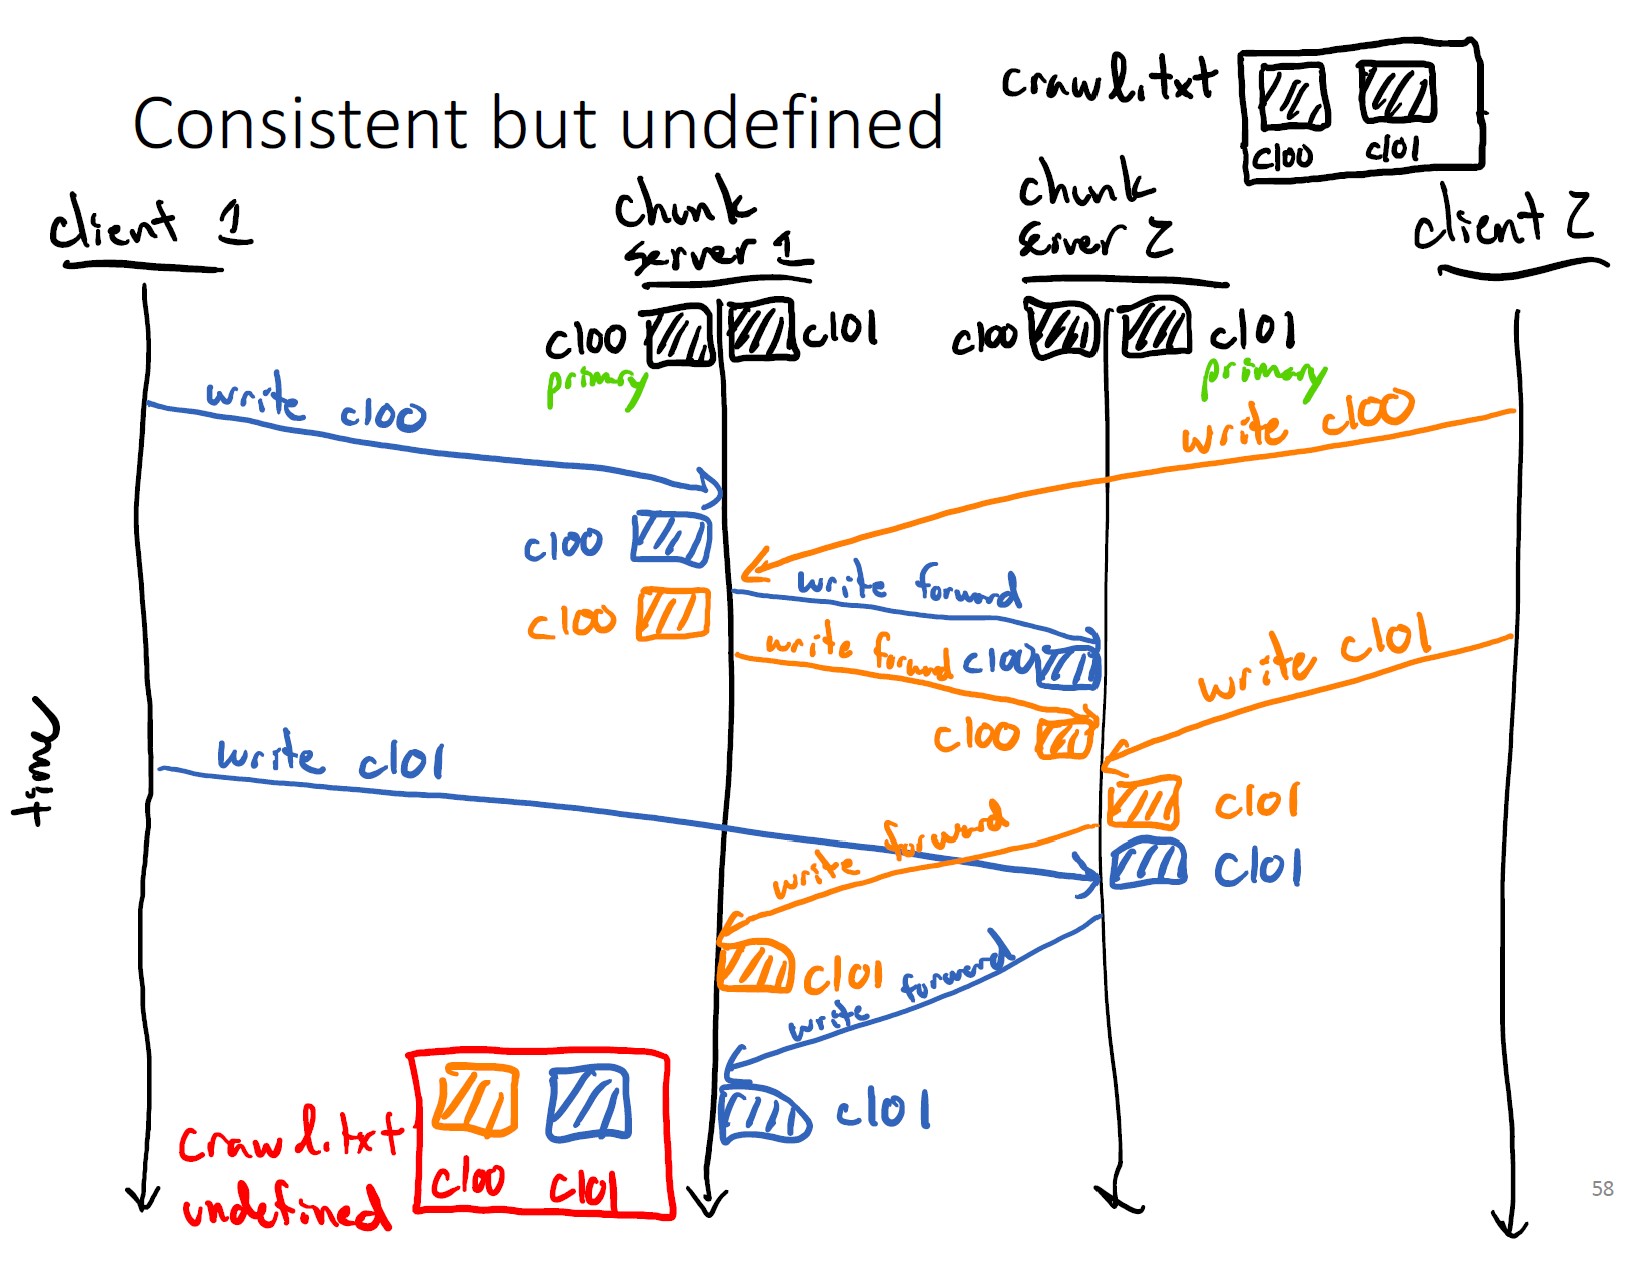 Consistent but undefined
crawl.txt
c100
c101
client 1
chunk
server 1
chunk
server 2
client 2
c100
c101
c100
c101
primary
primary
write c100
write c100
c100
write forward
c100
write forward
c100
write c101
c100
write c101
time
c101
write forward
c101
c101
write forward
c101
crawl.txt
undefined
c100
c101
58